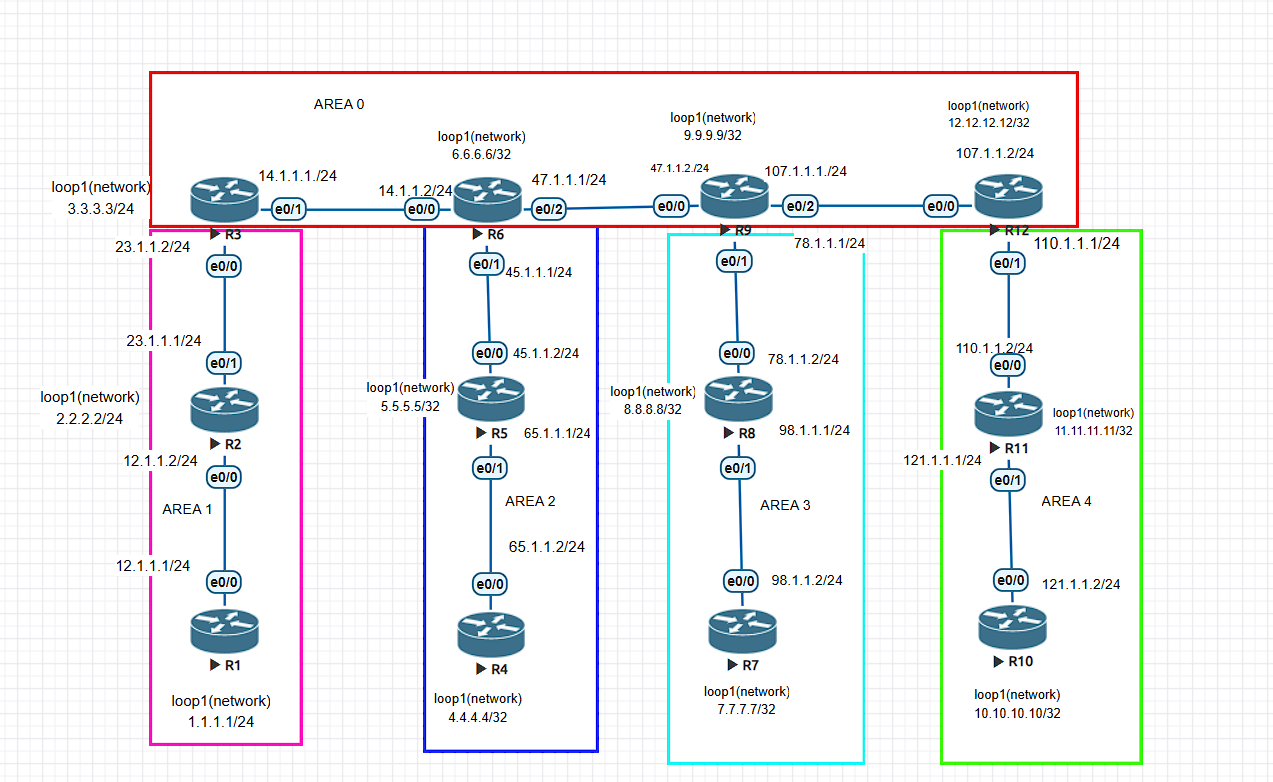 AREA 0
loop1(network)
12.12.12.12/32
loop1(network)
9.9.9.9/32
loop1(network)
6.6.6.6/32
107.1.1.2/24
47.1.1.2./24
107.1.1.1./24
14.1.1.1./24
47.1.1.1/24
14.1.1.2/24
loop1(network)
3.3.3.3/24
e0/1
e0/0
e0/2
e0/0
e0/2
e0/0
R3
R6
R9
R12
23.1.1.2/24
e0/0
e0/1
45.1.1.1/24
78.1.1.1/24
e0/1
110.1.1.1/24
e0/1
23.1.1.1/24
e0/1
e0/0
45.1.1.2/24
e0/0
78.1.1.2/24
110.1.1.2/24
e0/0
loop1(network)
2.2.2.2/24
loop1(network)
5.5.5.5/32
loop1(network)
8.8.8.8/32
loop1(network)
11.11.11.11/32
R2
R5
65.1.1.1/24
R8
98.1.1.1/24
R11
12.1.1.2/24
e0/0
e0/1
e0/1
121.1.1.1/24
e0/1
AREA 1
AREA 2
AREA 3
AREA 4
12.1.1.1/24
65.1.1.2/24
e0/0
e0/0
e0/0
98.1.1.2/24
e0/0
121.1.1.2/24
R1
R4
R7
R10
loop1(network)
1.1.1.1/24
loop1(network)
4.4.4.4/32
loop1(network)
7.7.7.7/32
loop1(network)
10.10.10.10/32